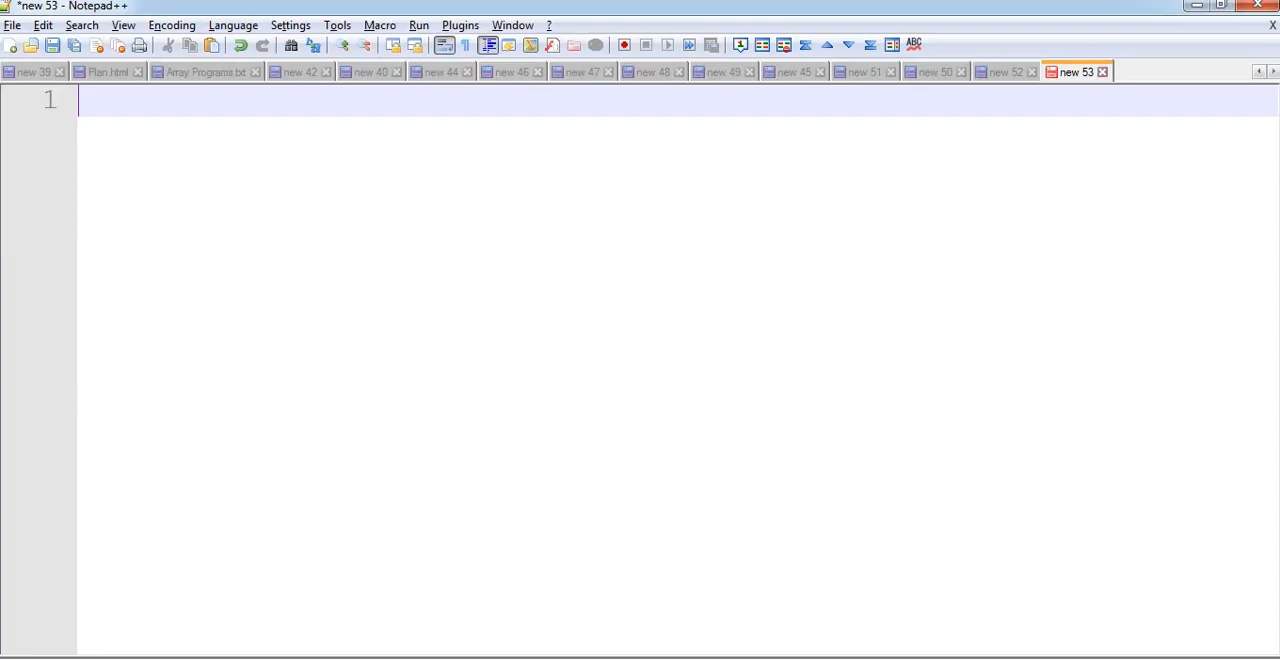 *new 53 - Notepad++
File Edit Search View Encoding Language Settings Tools Macro Run Plugins Window ? X
new 39 Plan.html Array Programs.txt new 42 new 40 new 44 new 46 new 47 new 48 new 49 new 45 new 51 new 50 new 52 new 53
1